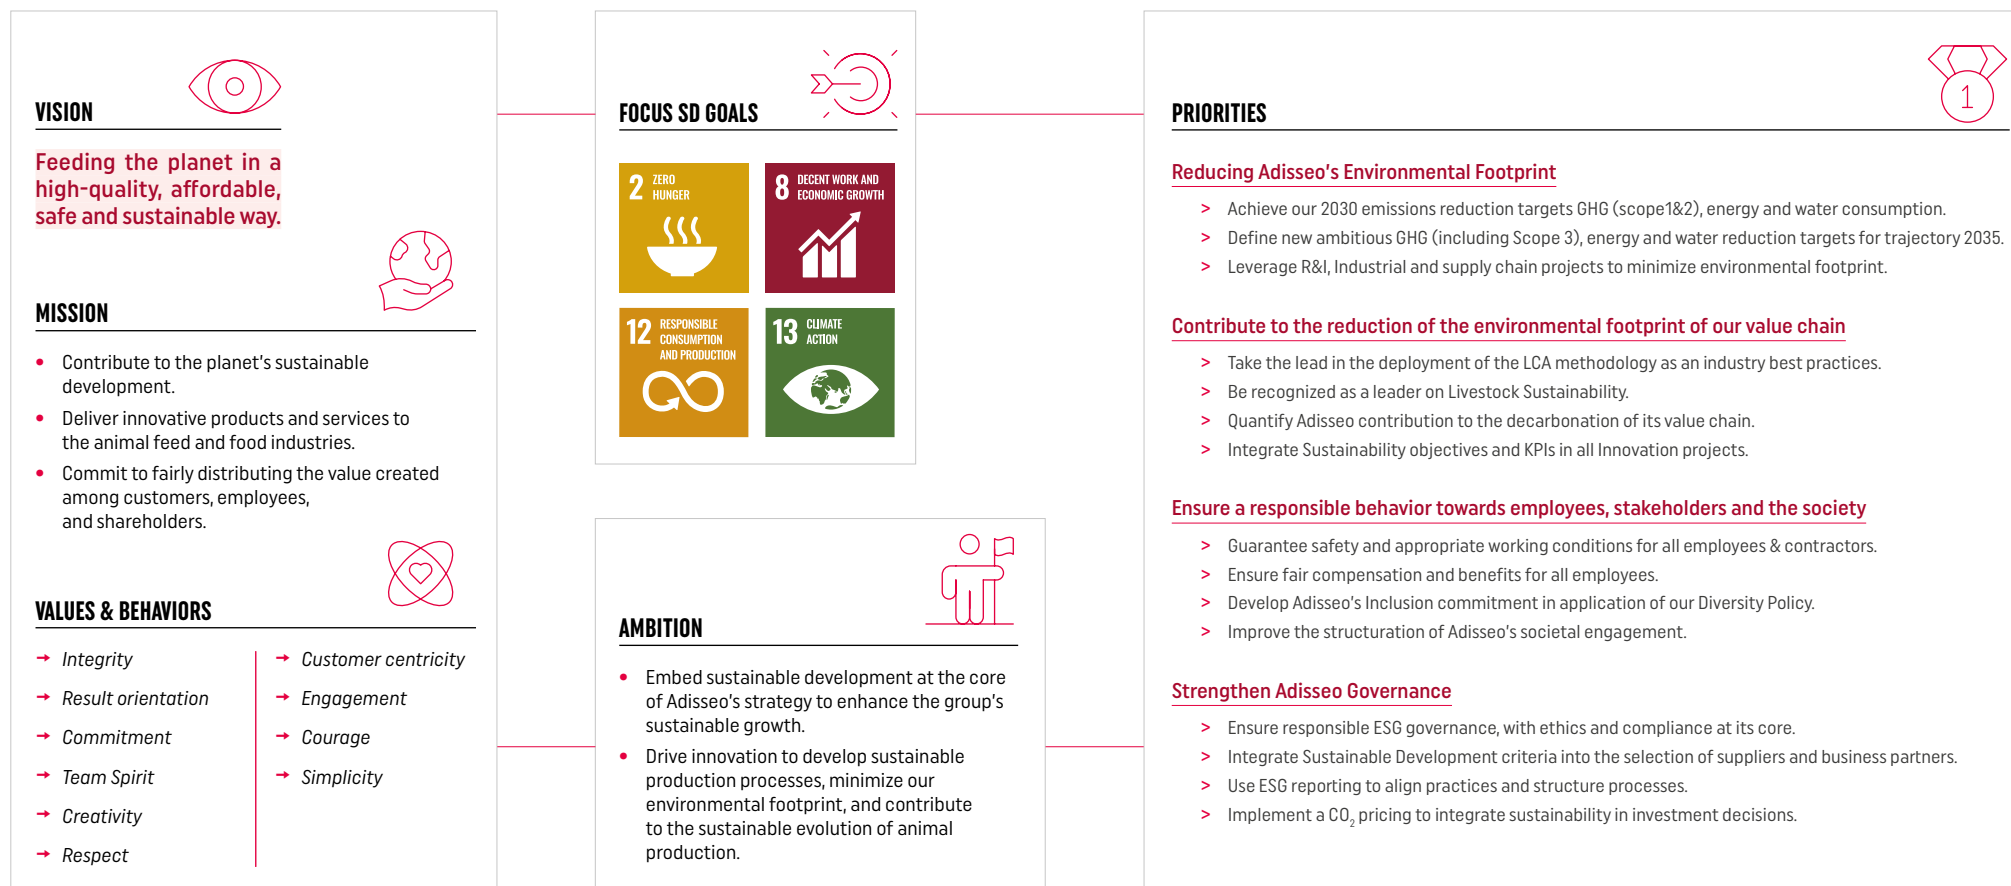 VISION
Feeding the planet in a
high-quality, affordable,
safe and sustainable way.
MISSION
• Contribute to the planet's sustainable
development.
• Deliver innovative products and services to
the animal feed and food industries.
• Commit to fairly distributing the value created
among customers, employees,
and shareholders.
VALUES & BEHAVIORS
→ Integrity
→ Result orientation
→ Commitment
→ Team Spirit
→ Creativity
→ Respect
→ Customer centricity
→ Engagement
→ Courage
→ Simplicity
FOCUS SD GOALS
2 ZERO
HUNGER
8 DECENT WORK AND
ECONOMIC GROWTH
12 RESPONSIBLE
CONSUMPTION
AND PRODUCTION
13 CLIMATE
ACTION
AMBITION
• Embed sustainable development at the core
of Adisseo's strategy to enhance the group's
sustainable growth.
• Drive innovation to develop sustainable
production processes, minimize our
environmental footprint, and contribute
to the sustainable evolution of animal
production.
PRIORITIES
1
Reducing Adisseo's Environmental Footprint
> Achieve our 2030 emissions reduction targets GHG (scope1&2), energy and water consumption.
> Define new ambitious GHG (including Scope 3), energy and water reduction targets for trajectory 2035.
> Leverage R&I, Industrial and supply chain projects to minimize environmental footprint.
Contribute to the reduction of the environmental footprint of our value chain
> Take the lead in the deployment of the LCA methodology as an industry best practices.
> Be recognized as a leader on Livestock Sustainability.
> Quantify Adisseo contribution to the decarbonation of its value chain.
> Integrate Sustainability objectives and KPIs in all Innovation projects.
Ensure a responsible behavior towards employees, stakeholders and the society
> Guarantee safety and appropriate working conditions for all employees & contractors.
> Ensure fair compensation and benefits for all employees.
> Develop Adisseo's Inclusion commitment in application of our Diversity Policy.
> Improve the structuration of Adisseo's societal engagement.
Strengthen Adisseo Governance
> Ensure responsible ESG governance, with ethics and compliance at its core.
> Integrate Sustainable Development criteria into the selection of suppliers and business partners.
> Use ESG reporting to align practices and structure processes.
> Implement a CO₂ pricing to integrate sustainability in investment decisions.